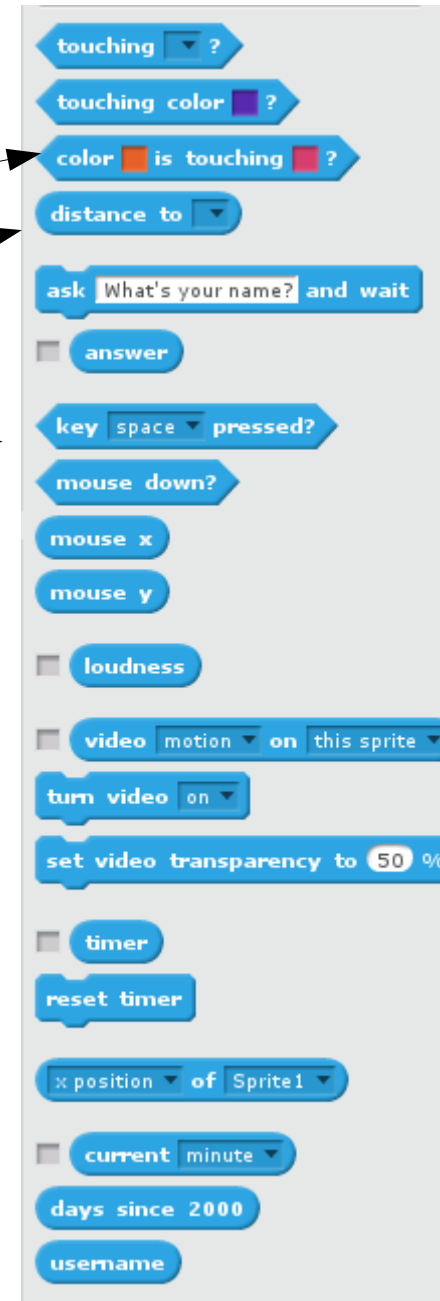 touching ?
touching color ?
color is touching ?
distance to
ask What's your name? and wait
answer
key space pressed?
mouse down?
mouse x
mouse y
loudness
video motion on this sprite
turn video on
set video transparency to 50 %
timer
reset timer
x position of Sprite1
current minute
days since 2000
username